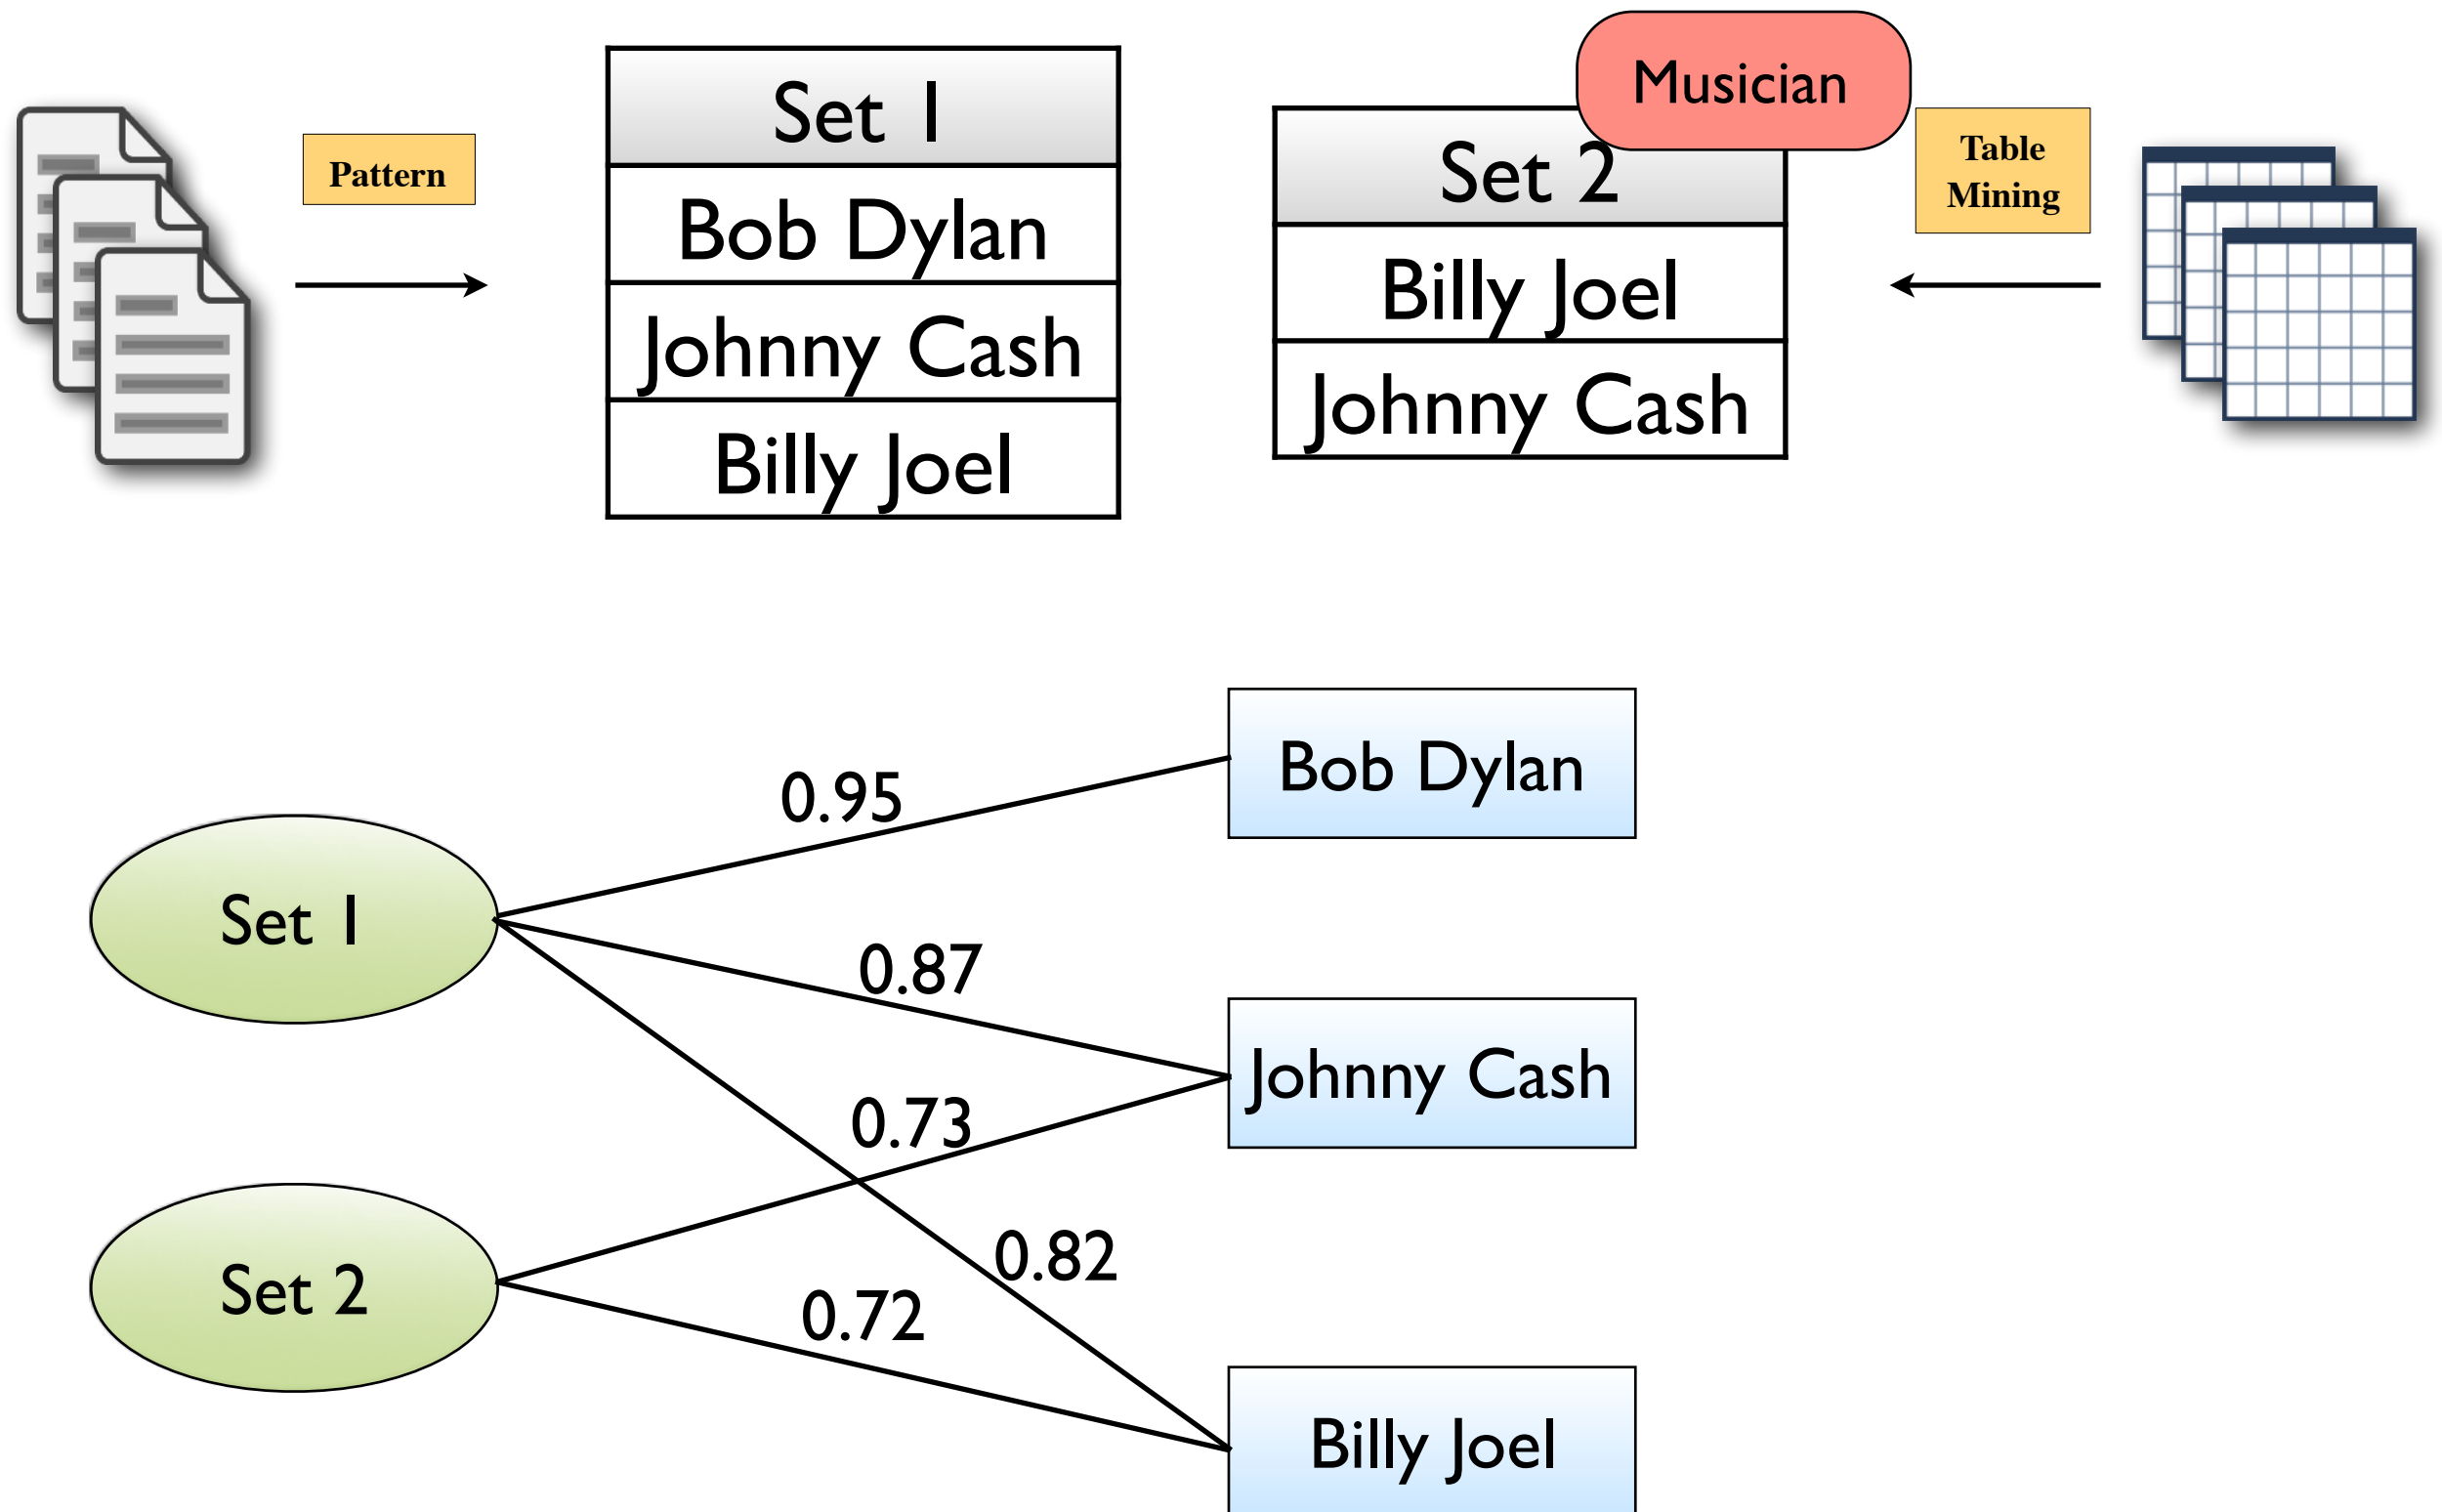 Pattern
Set 1
Bob Dylan
Johnny Cash
Billy Joel
Musician
Set 2
Billy Joel
Johnny Cash
Table
Mining
Set 1
Set 2
0.95
0.87
0.73
0.82
0.72
Bob Dylan
Johnny Cash
Billy Joel